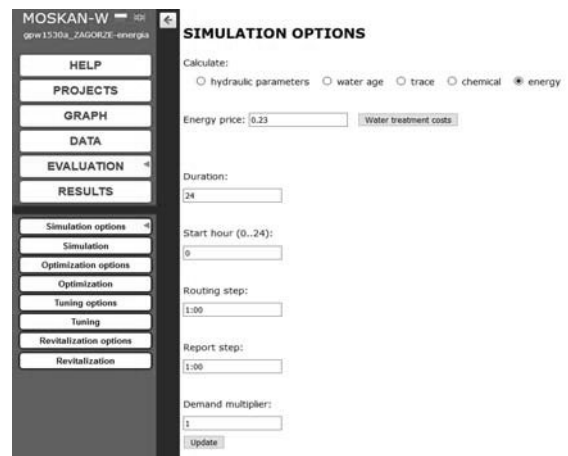 MOSKAN-W
gpw1530a_ZAGORZE-energia
HELP
PROJECTS
GRAPH
DATA
EVALUATION
RESULTS
Simulation options
Simulation
Optimization options
Optimization
Tuning options
Tuning
Revitalization options
Revitalization
SIMULATION OPTIONS
Calculate:
hydraulic parameters water age trace chemical energy
Energy price: 0.23 Water treatment costs
Duration:
24
Start hour (0..24):
0
Routing step:
1:00
Report step:
1:00
Demand multiplier:
1
Update